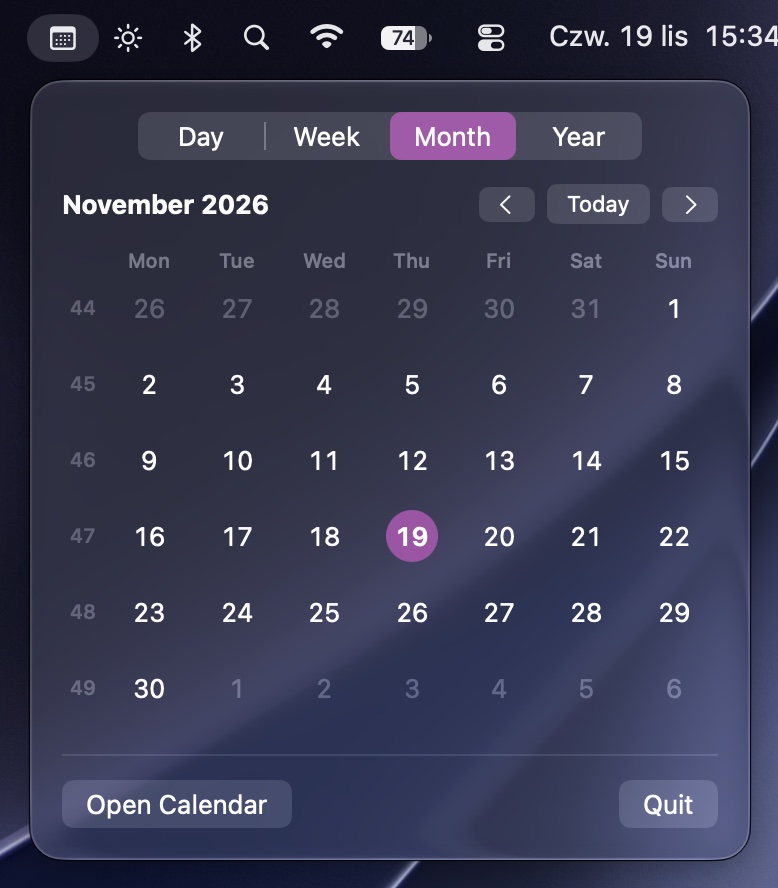 74 Czw. 19 lis 15:34
Day Week Month Year
November 2026 Today
Mon Tue Wed Thu Fri Sat Sun
44 26 27 28 29 30 31 1
45 2 3 4 5 6 7 8
46 9 10 11 12 13 14 15
47 16 17 18 19 20 21 22
48 23 24 25 26 27 28 29
49 30 1 2 3 4 5 6
Open Calendar Quit